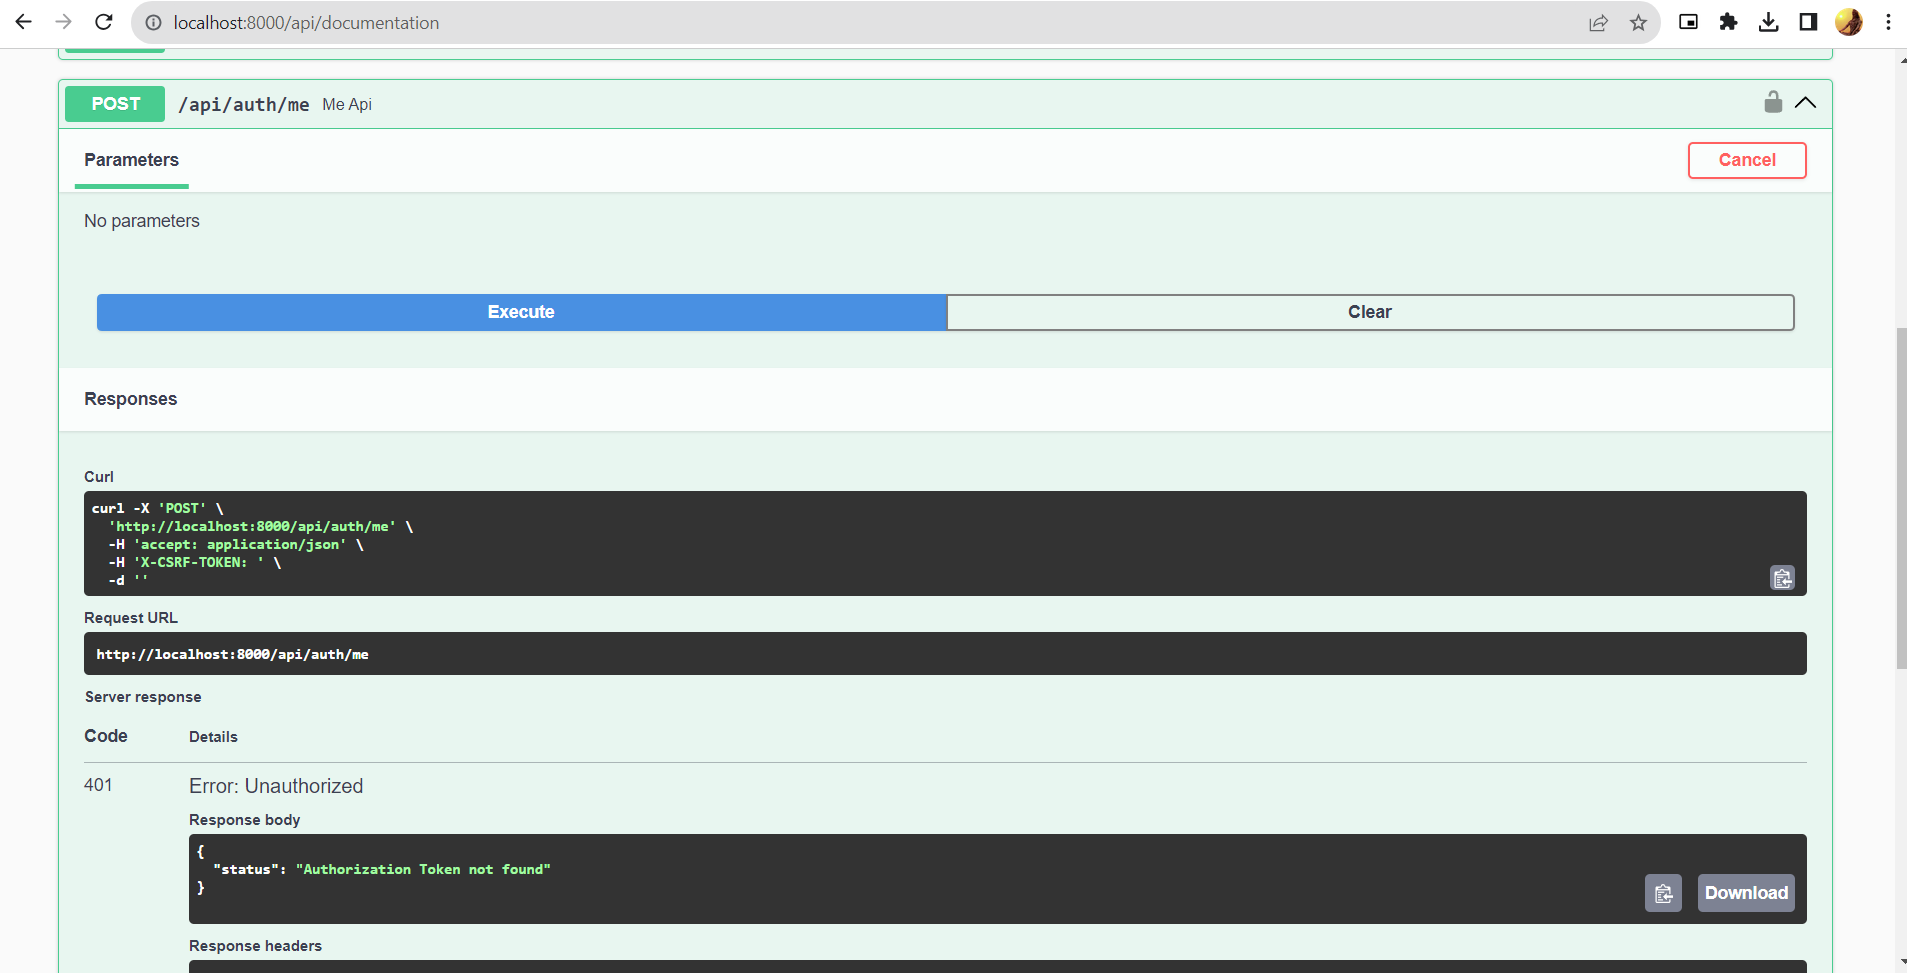 localhost:8000/api/documentation
POST /api/auth/me Me Api
Parameters Cancel
No parameters
Execute Clear
Responses
Curl
curl -X 'POST' \
'http://localhost:8000/api/auth/me' \
-H 'accept: application/json' \
-H 'X-CSRF-TOKEN: ' \
-d ''
Request URL
http://localhost:8000/api/auth/me
Server response
Code Details
401 Error: Unauthorized
Response body
{
"status": "Authorization Token not found"
}
Download
Response headers